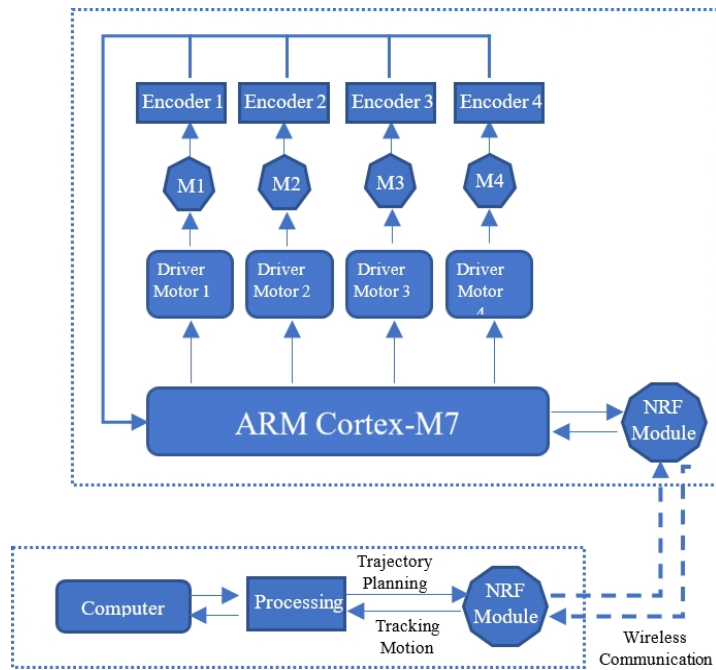 Encoder 1
Encoder 2
Encoder 3
Encoder 4
M1
M2
M3
M4
Driver
Motor 1
Driver
Motor 2
Driver
Motor 3
Driver
Motor
4
ARM Cortex-M7
NRF
Module
Computer
Processing
Trajectory
Planning
Tracking
Motion
NRF
Module
Wireless
Communication